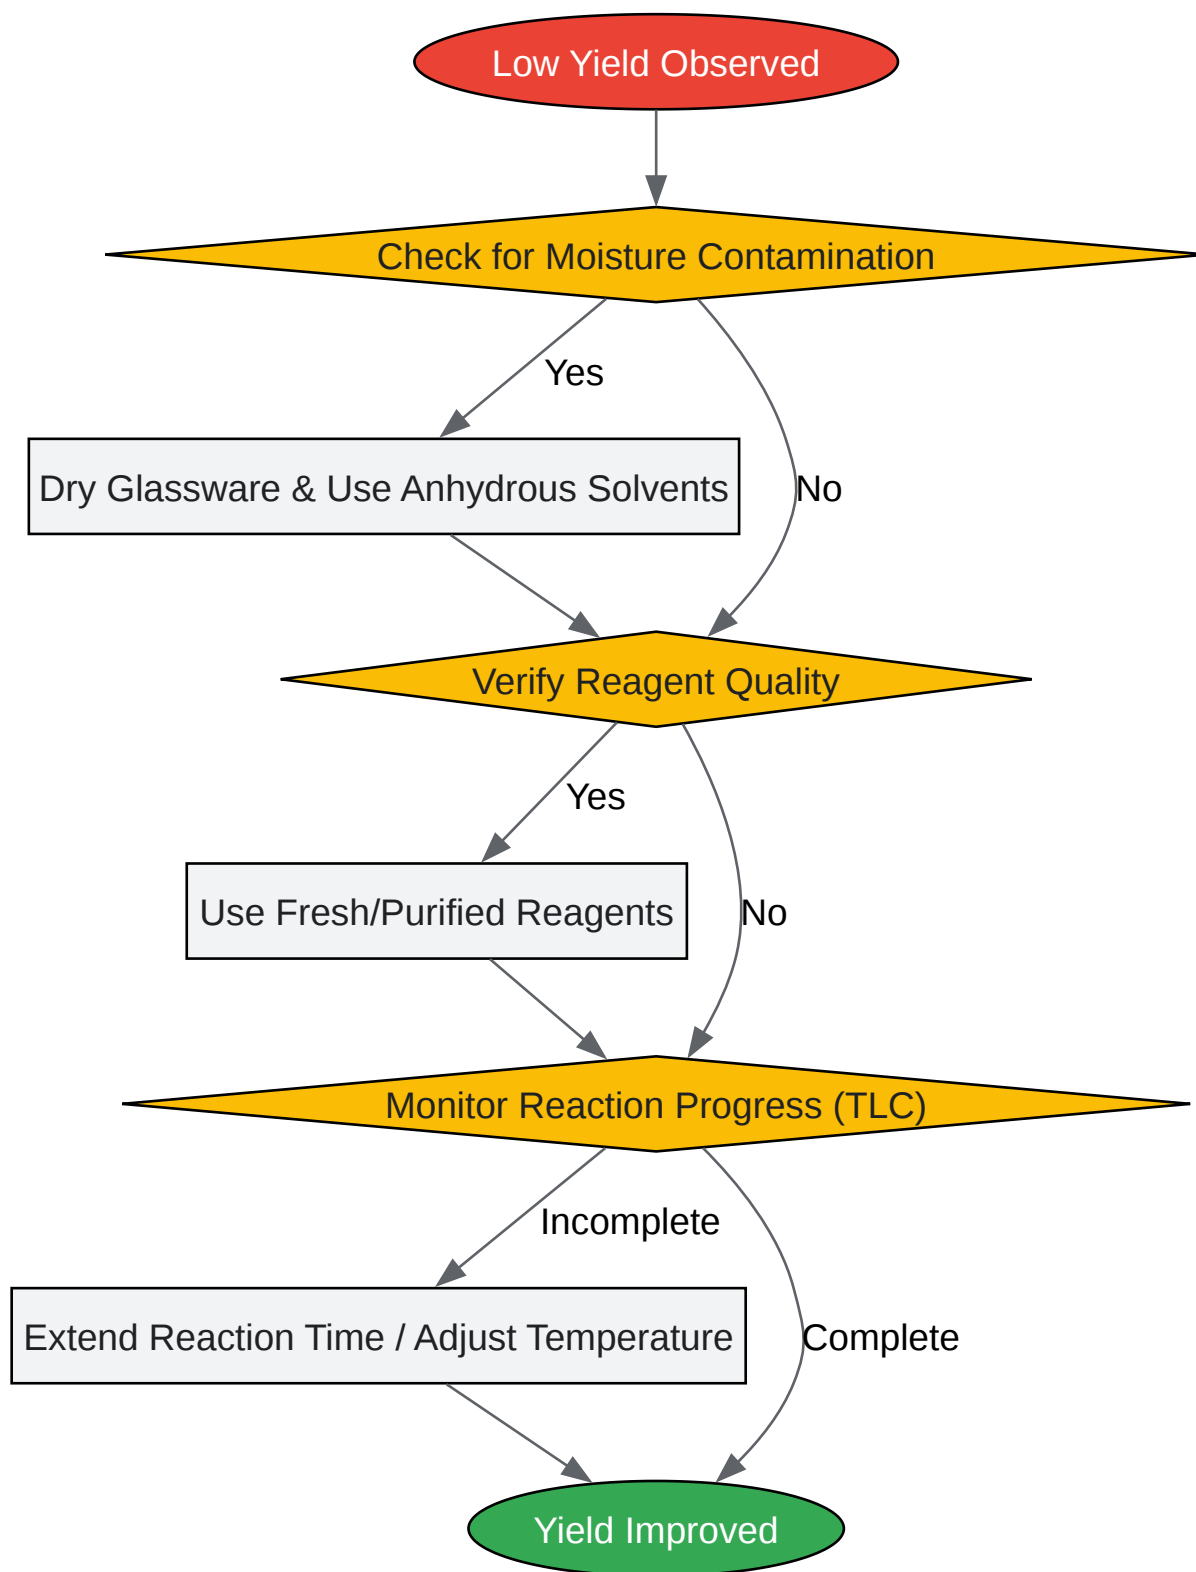 Low Yield Observed
Check for Moisture Contamination
Yes
Dry Glassware & Use Anhydrous Solvents
No
Verify Reagent Quality
Yes
Use Fresh/Purified Reagents
No
Monitor Reaction Progress (TLC)
Incomplete
Extend Reaction Time / Adjust Temperature
Complete
Yield Improved